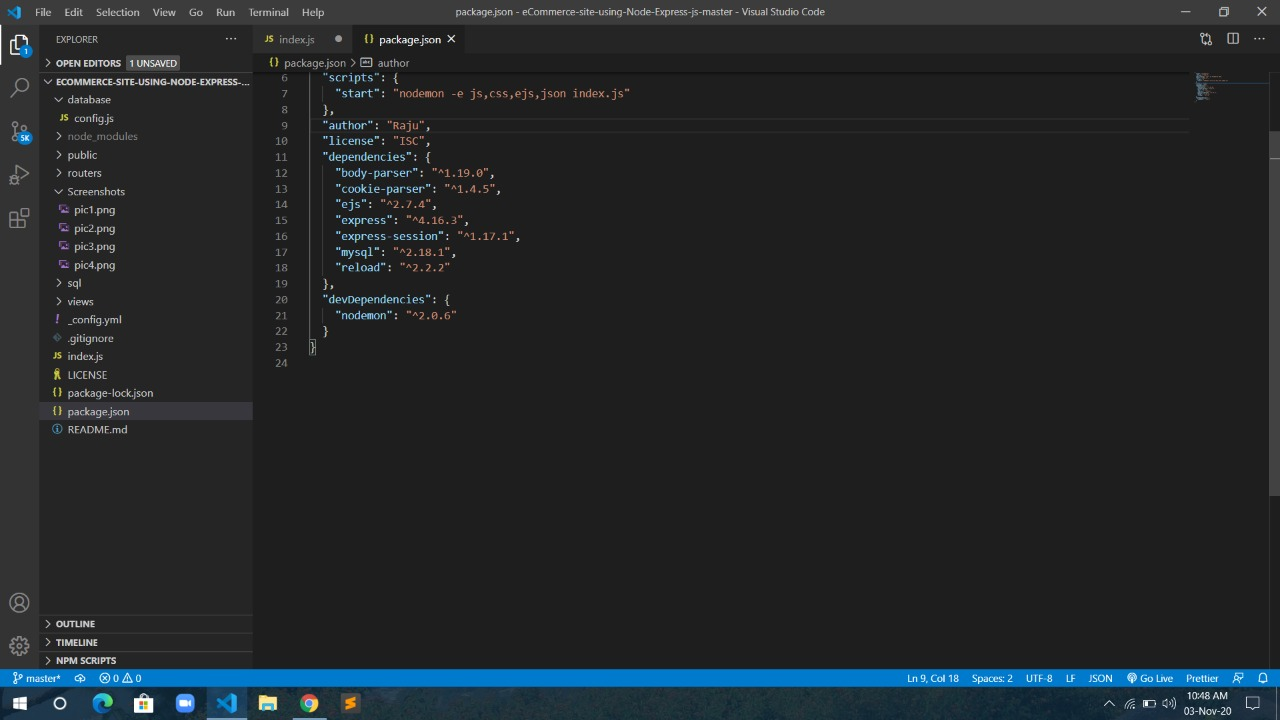 File Edit Selection View Go Run Terminal Help
package.json - eCommerce-site-using-Node-Express-js-master - Visual Studio Code
EXPLORER
index.js
package.json
OPEN EDITORS 1 UNSAVED
package.json > author
ECOMMERCE-SITE-USING-NODE-EXPRESS-...
database
config.js
node_modules
public
routers
Screenshots
pic1.png
pic2.png
pic3.png
pic4.png
sql
views
_config.yml
.gitignore
index.js
LICENSE
package-lock.json
package.json
README.md
OUTLINE
TIMELINE
NPM SCRIPTS
1
5K
6 "scripts": {
7 "start": "nodemon -e js,css,ejs,json index.js"
8 },
9 "author": "Raju",
10 "license": "ISC",
11 "dependencies": {
12 "body-parser": "^1.19.0",
13 "cookie-parser": "^1.4.5",
14 "ejs": "^2.7.4",
15 "express": "^4.16.3",
16 "express-session": "^1.17.1",
17 "mysql": "^2.18.1",
18 "reload": "^2.2.2"
19 },
20 "devDependencies": {
21 "nodemon": "^2.0.6"
22 }
23 }
24
master* 0 0 Ln 9, Col 18 Spaces: 2 UTF-8 LF JSON Go Live Prettier
10:48 AM
03-Nov-20